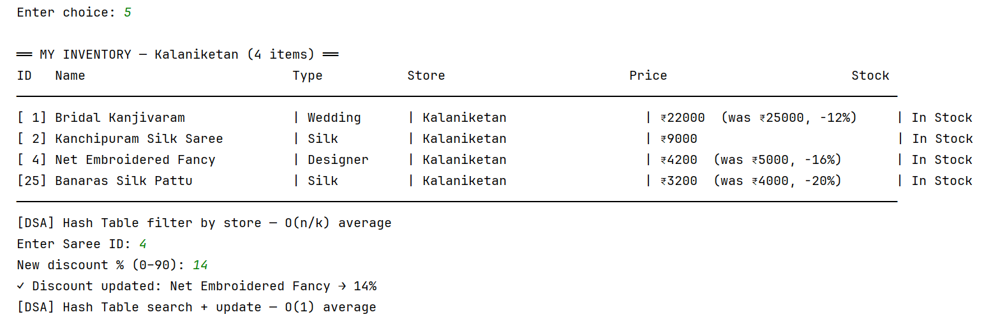 Enter choice: 5
══ MY INVENTORY — Kalaniketan (4 items) ══
ID   Name                           Type           Store                        Price                        Stock
[ 1] Bridal Kanjivaram              | Wedding      | Kalaniketan                  | ₹22000  (was ₹25000, -12%)     | In Stock
[ 2] Kanchipuram Silk Saree         | Silk         | Kalaniketan                  | ₹9000                          | In Stock
[ 4] Net Embroidered Fancy          | Designer     | Kalaniketan                  | ₹4200  (was ₹5000, -16%)       | In Stock
[25] Banaras Silk Pattu             | Silk         | Kalaniketan                  | ₹3200  (was ₹4000, -20%)       | In Stock
[DSA] Hash Table filter by store — O(n/k) average
Enter Saree ID: 4
New discount % (0-90): 14
✓ Discount updated: Net Embroidered Fancy → 14%
[DSA] Hash Table search + update — O(1) average